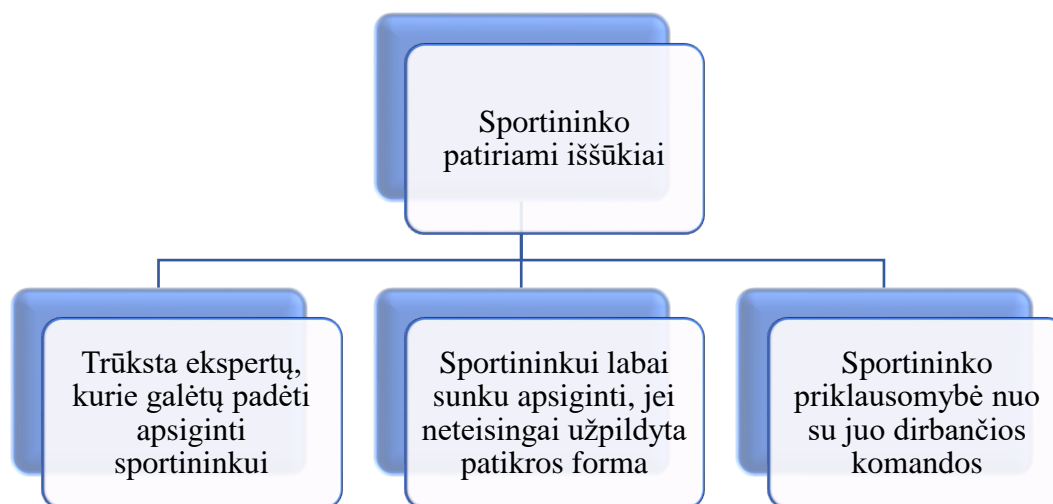 Sportininko
patiriami iššūkiai
Trūksta ekspertų,
kurie galėtų padėti
apsiginti
sportininkui
Sportininkui labai
sunku apsiginti, jei
neteisingai užpildyta
patikros forma
Sportininko
priklausomybė nuo
su juo dirbančios
komandos